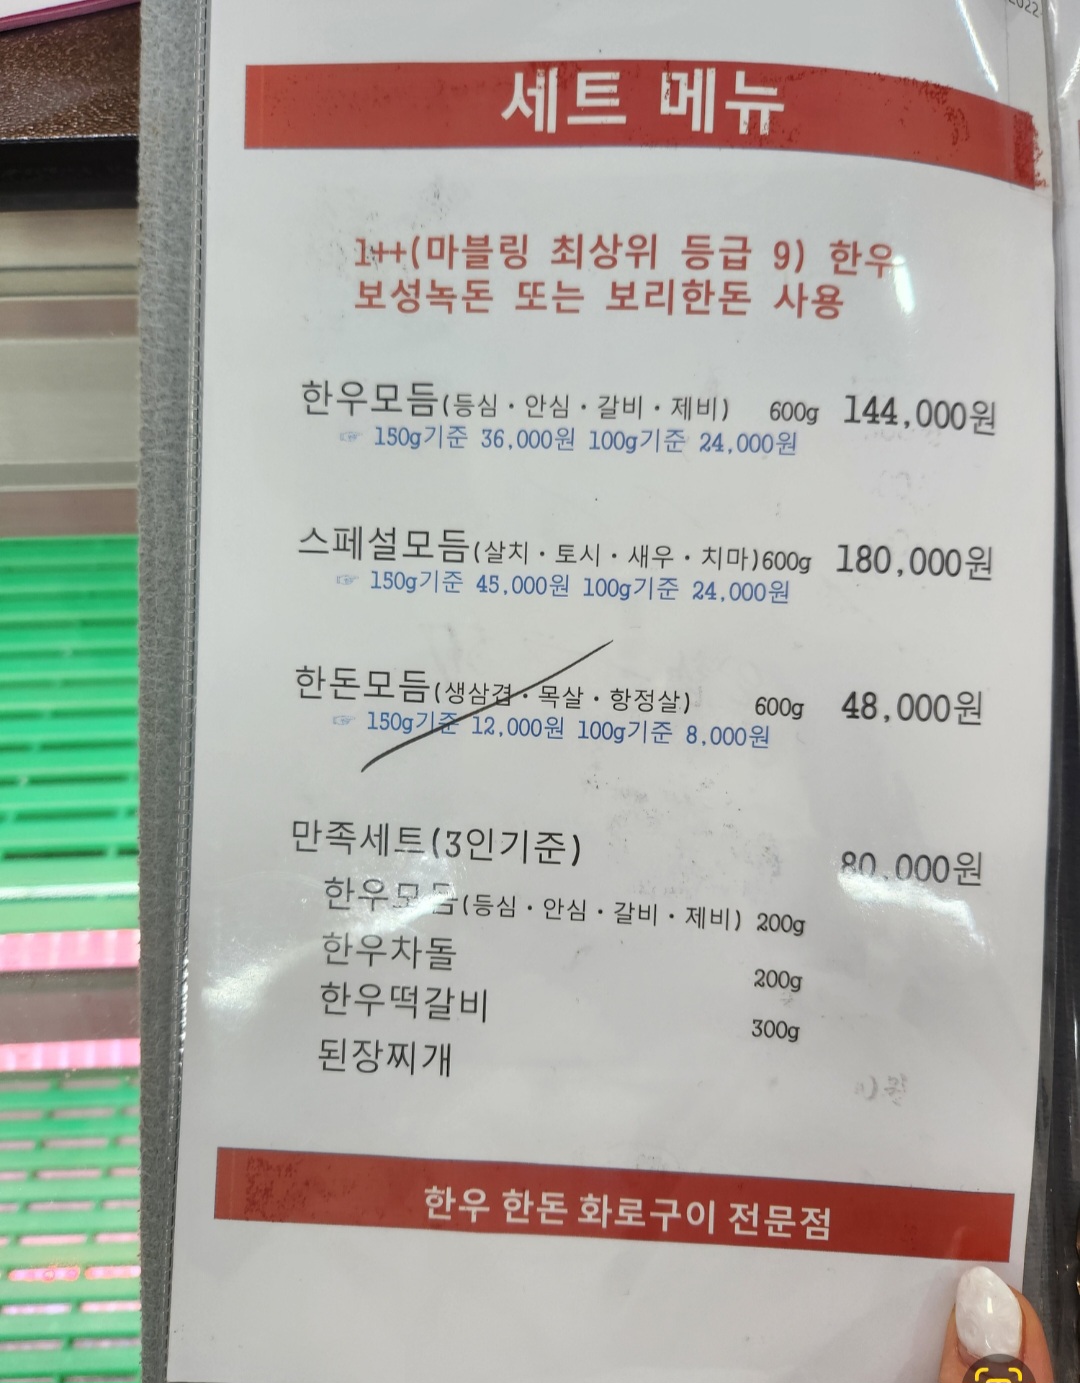 세트 메뉴
1++(마블링 최상위 등급 9) 한우
보성녹돈 또는 보리한돈 사용
한우모듬(등심·안심·갈비·제비) 600g 144,000원
☞ 150g기준 36,000원 100g기준 24,000원
스페셜모듬(살치·토시·새우·치마)600g 180,000원
☞ 150g기준 45,000원 100g기준 24,000원
한돈모듬(생삼겹·목살·항정살) 600g 48,000원
☞ 150g기준 12,000원 100g기준 8,000원
만족세트(3인기준) 80,000원
한우모듬(등심·안심·갈비·제비) 200g
한우차돌 200g
한우떡갈비 300g
된장찌개
한우 한돈 화로구이 전문점